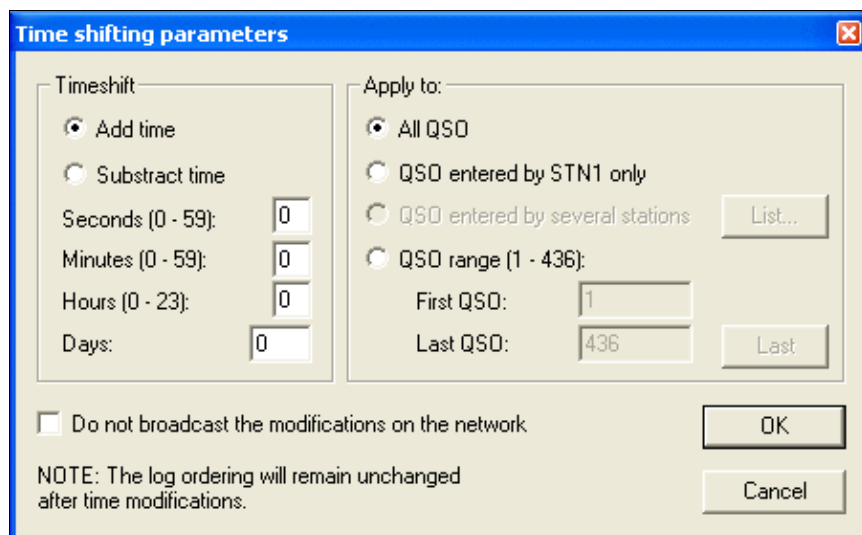 Time shifting parameters
Timeshift
Add time
Substract time
Seconds (0 - 59): 0
Minutes (0 - 59): 0
Hours (0 - 23): 0
Days: 0
Apply to:
All QSO
QSO entered by STN1 only
QSO entered by several stations List...
QSO range (1 - 436):
First QSO: 1
Last QSO: 436 Last
Do not broadcast the modifications on the network
OK
NOTE: The log ordering will remain unchanged
after time modifications.
Cancel